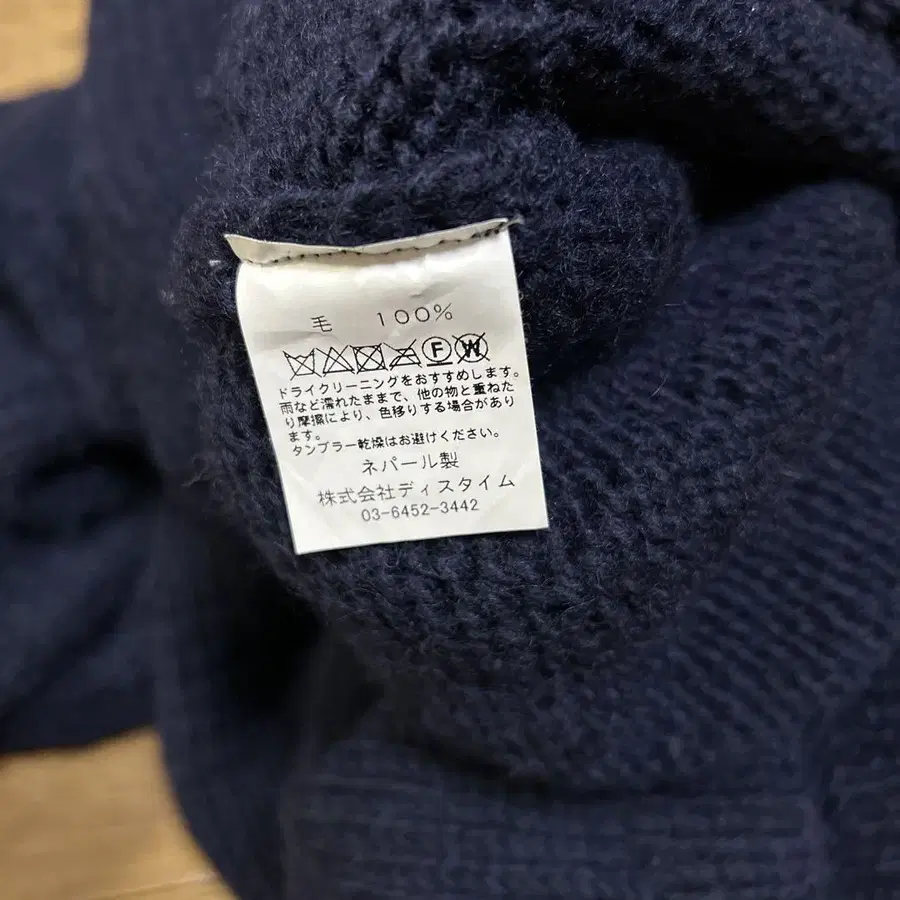 毛 100%
F W
ドライクリーニングをおすすめします。
雨など濡れたままで、他の物と重ねた
り摩擦により、色移りする場合があり
ます。
タンブラー乾燥はお避けください。
ネパール製
株式会社ディスタイム
03-6452-3442